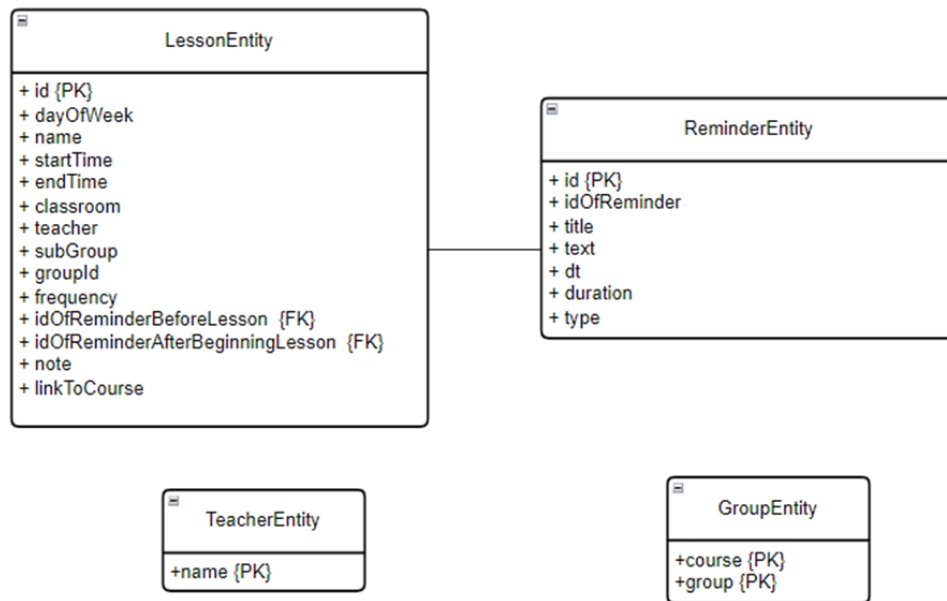 LessonEntity
+ id {PK}
+ dayOfWeek
+ name
+ startTime
+ endTime
+ classroom
+ teacher
+ subGroup
+ groupId
+ frequency
+ idOfReminderBeforeLesson {FK}
+ idOfReminderAfterBeginningLesson {FK}
+ note
+ linkToCourse
ReminderEntity
+ id {PK}
+ idOfReminder
+ title
+ text
+ dt
+ duration
+ type
TeacherEntity
+name {PK}
GroupEntity
+course {PK}
+group {PK}